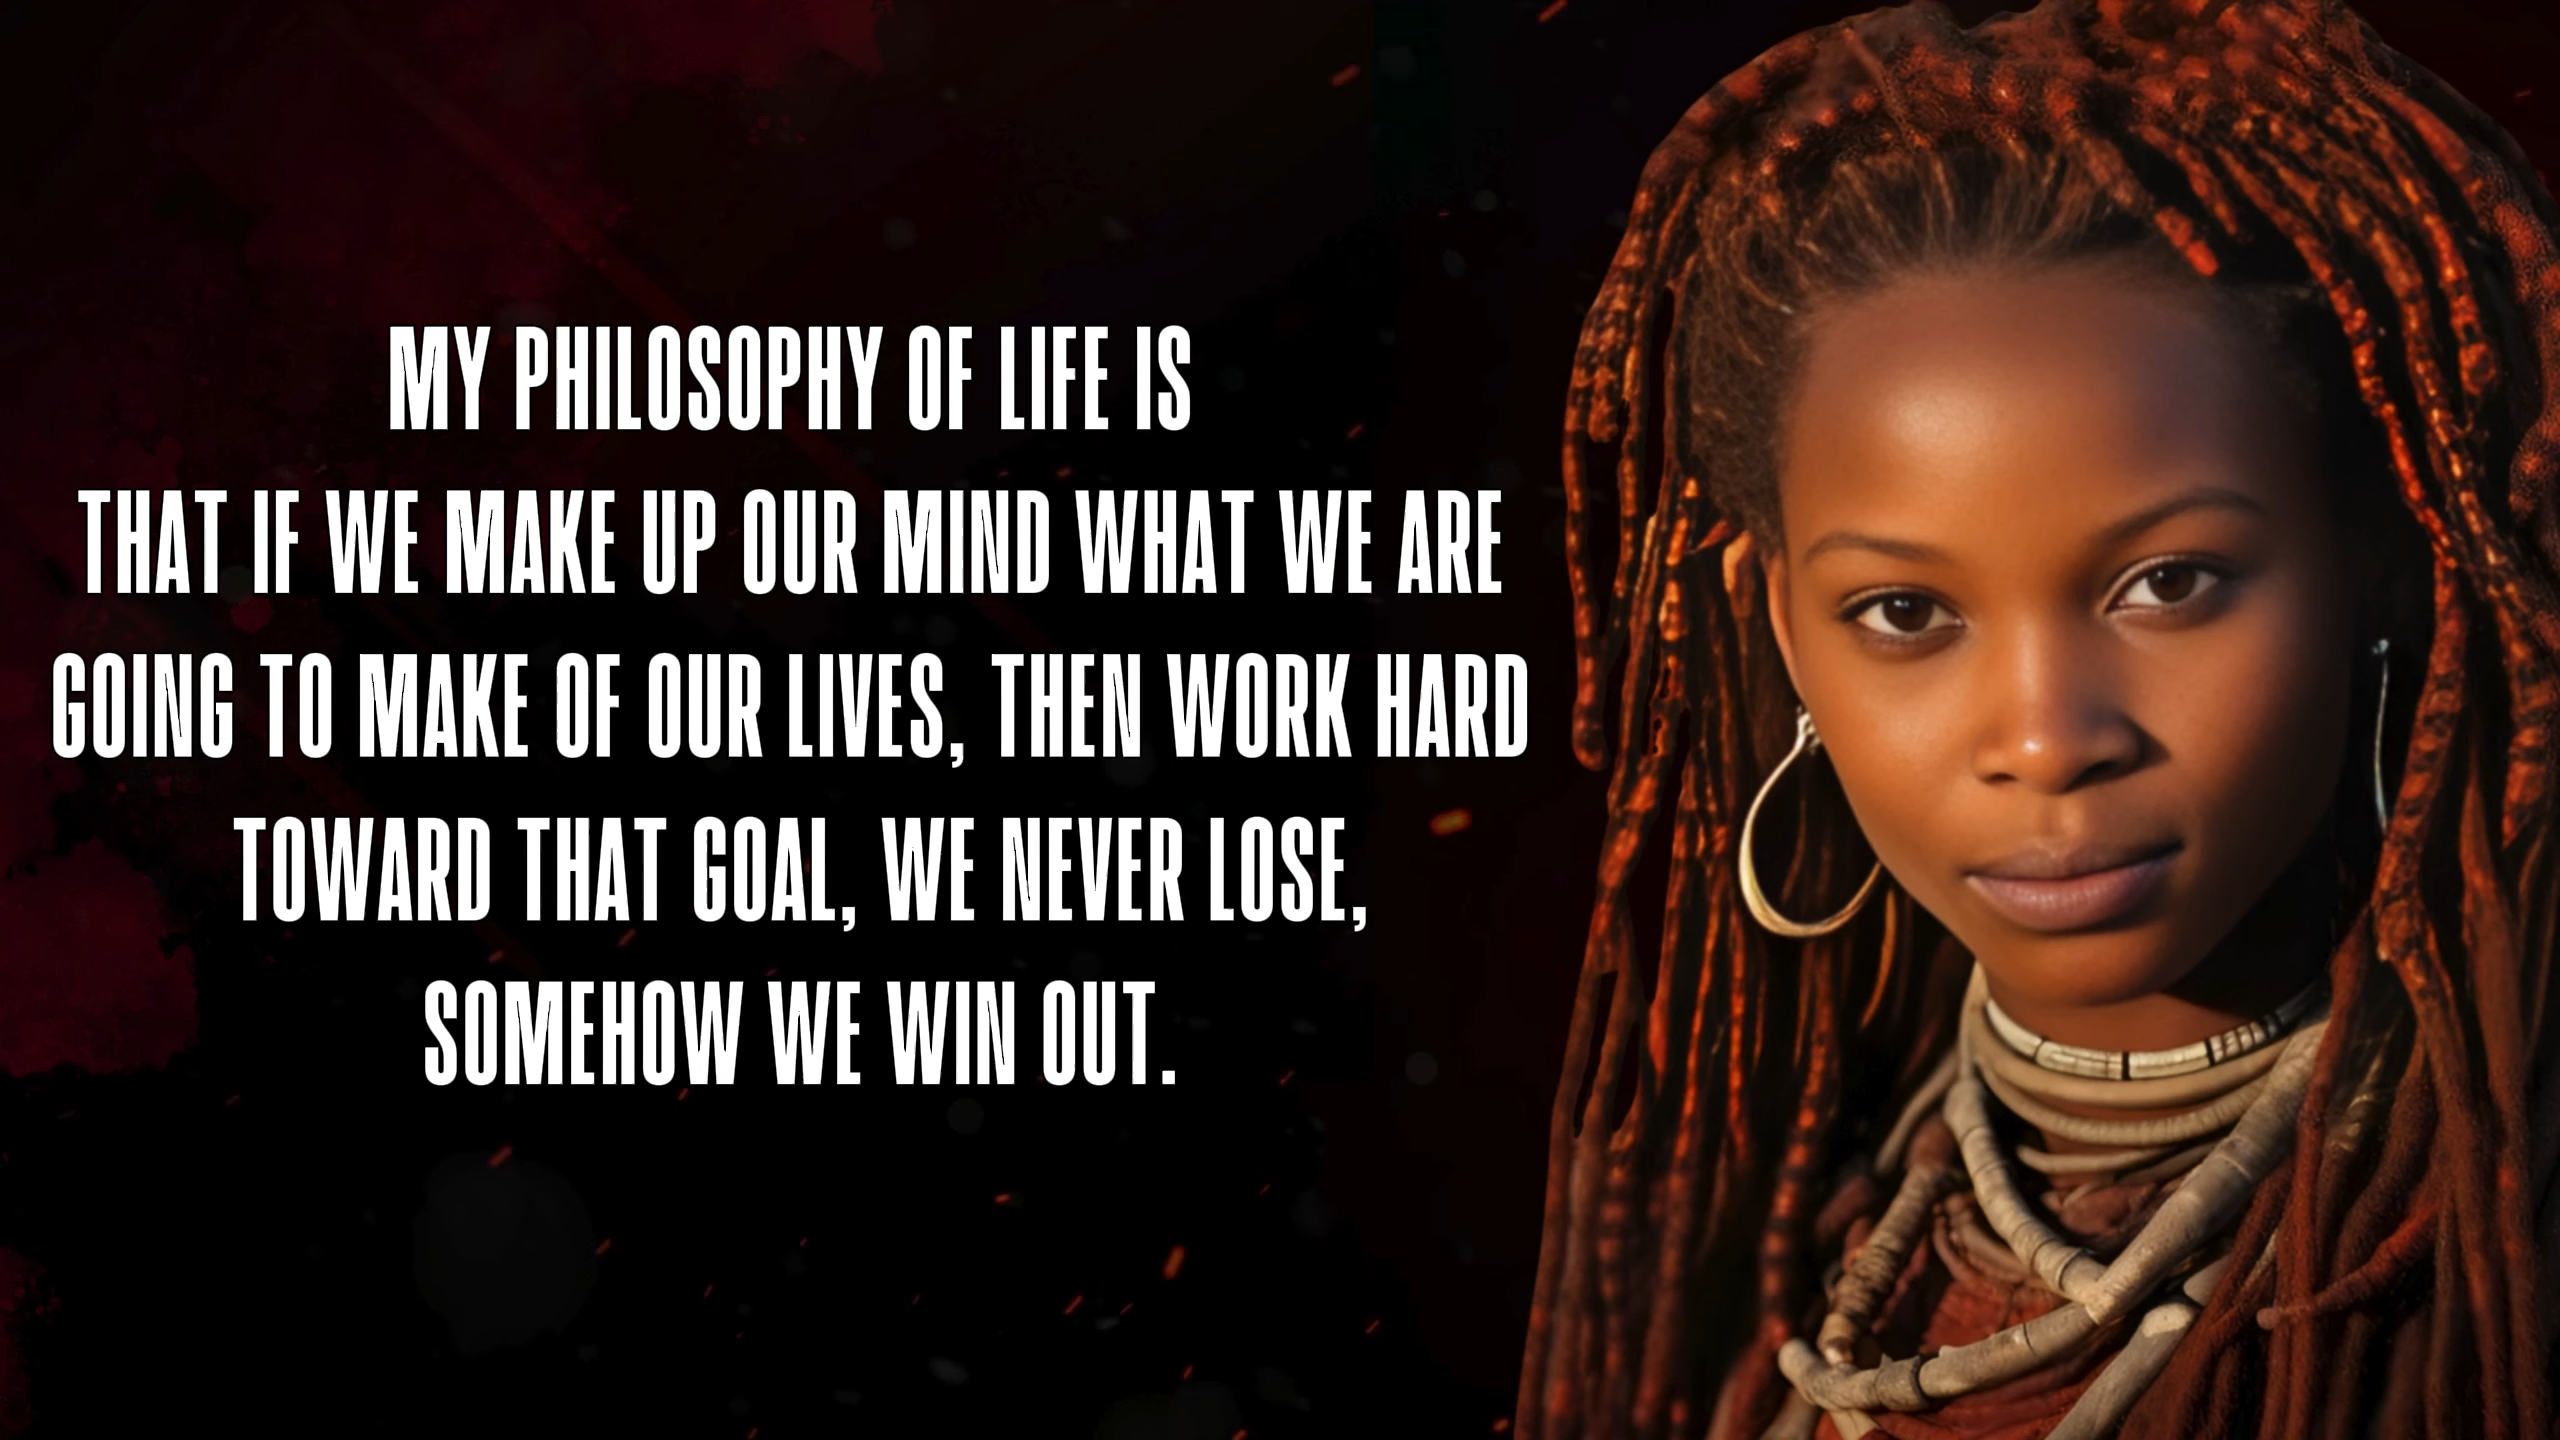 MY PHILOSOPHY OF LIFE IS
THAT IF WE MAKE UP OUR MIND WHAT WE ARE
GOING TO MAKE OF OUR LIVES, THEN WORK HARD
TOWARD THAT GOAL, WE NEVER LOSE,
SOMEHOW WE WIN OUT.